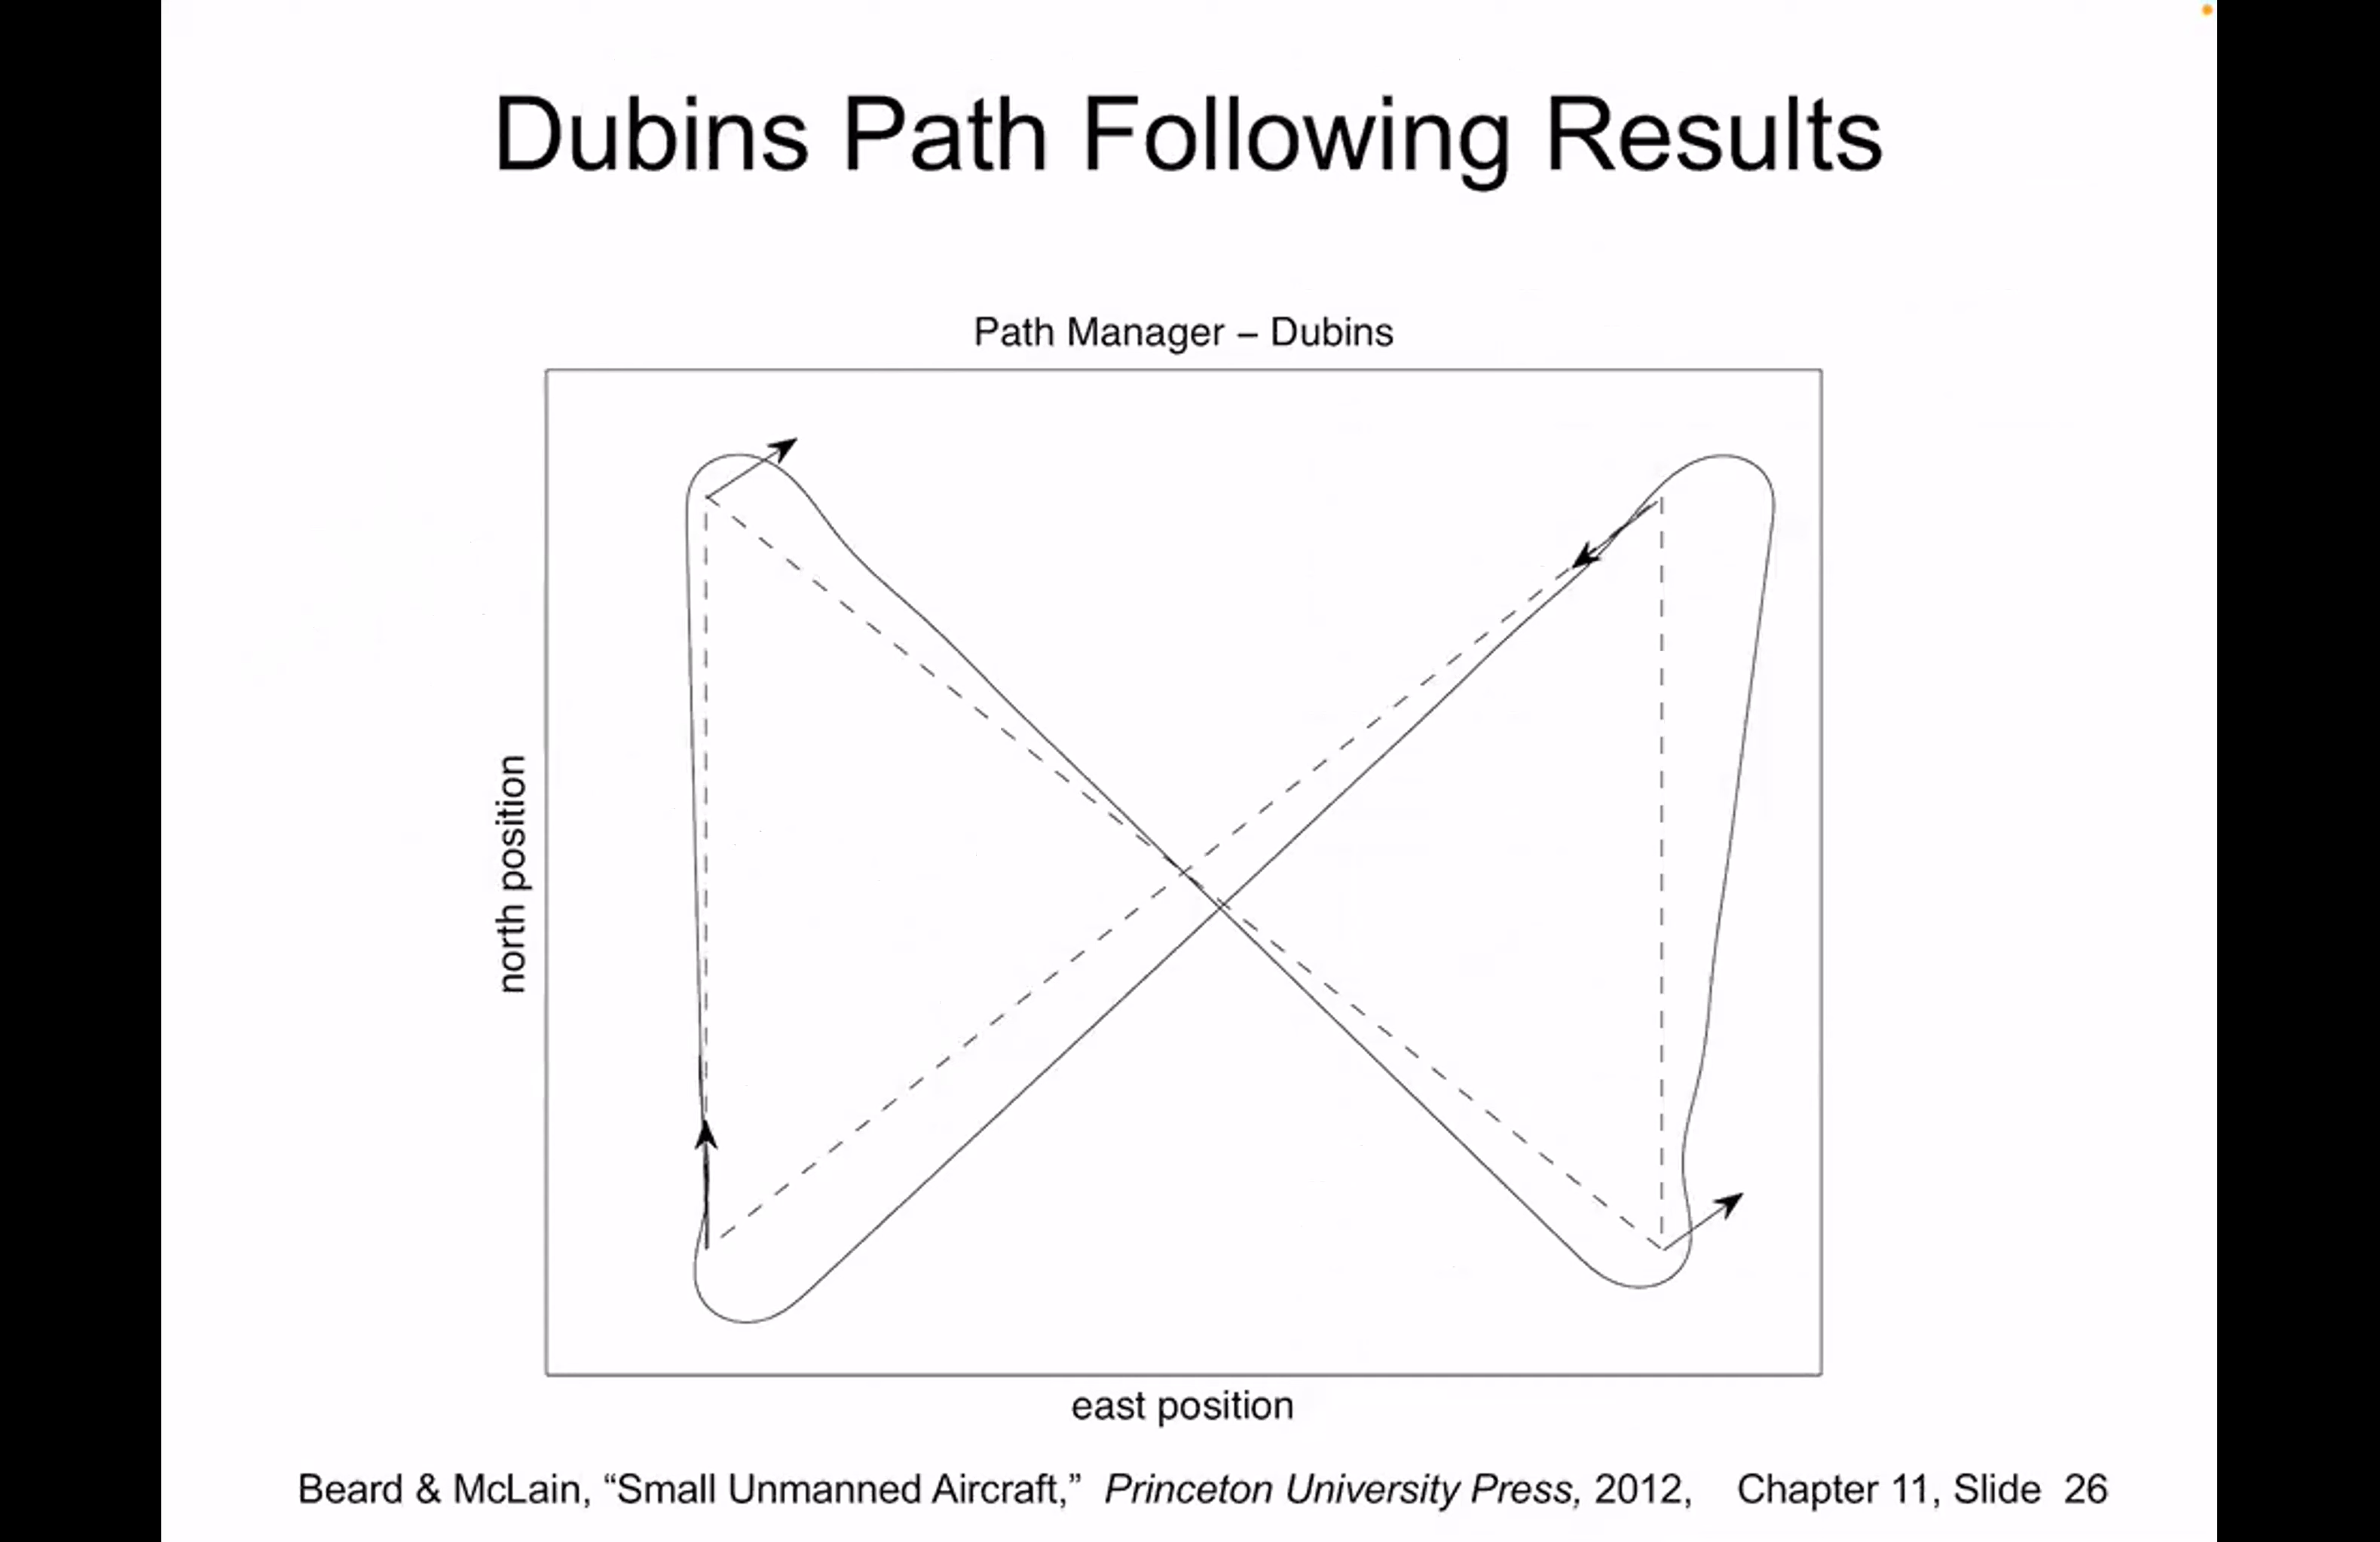 Dubins Path Following Results
Path Manager – Dubins
north position
east position
Beard & McLain, “Small Unmanned Aircraft,” Princeton University Press, 2012, Chapter 11, Slide 26